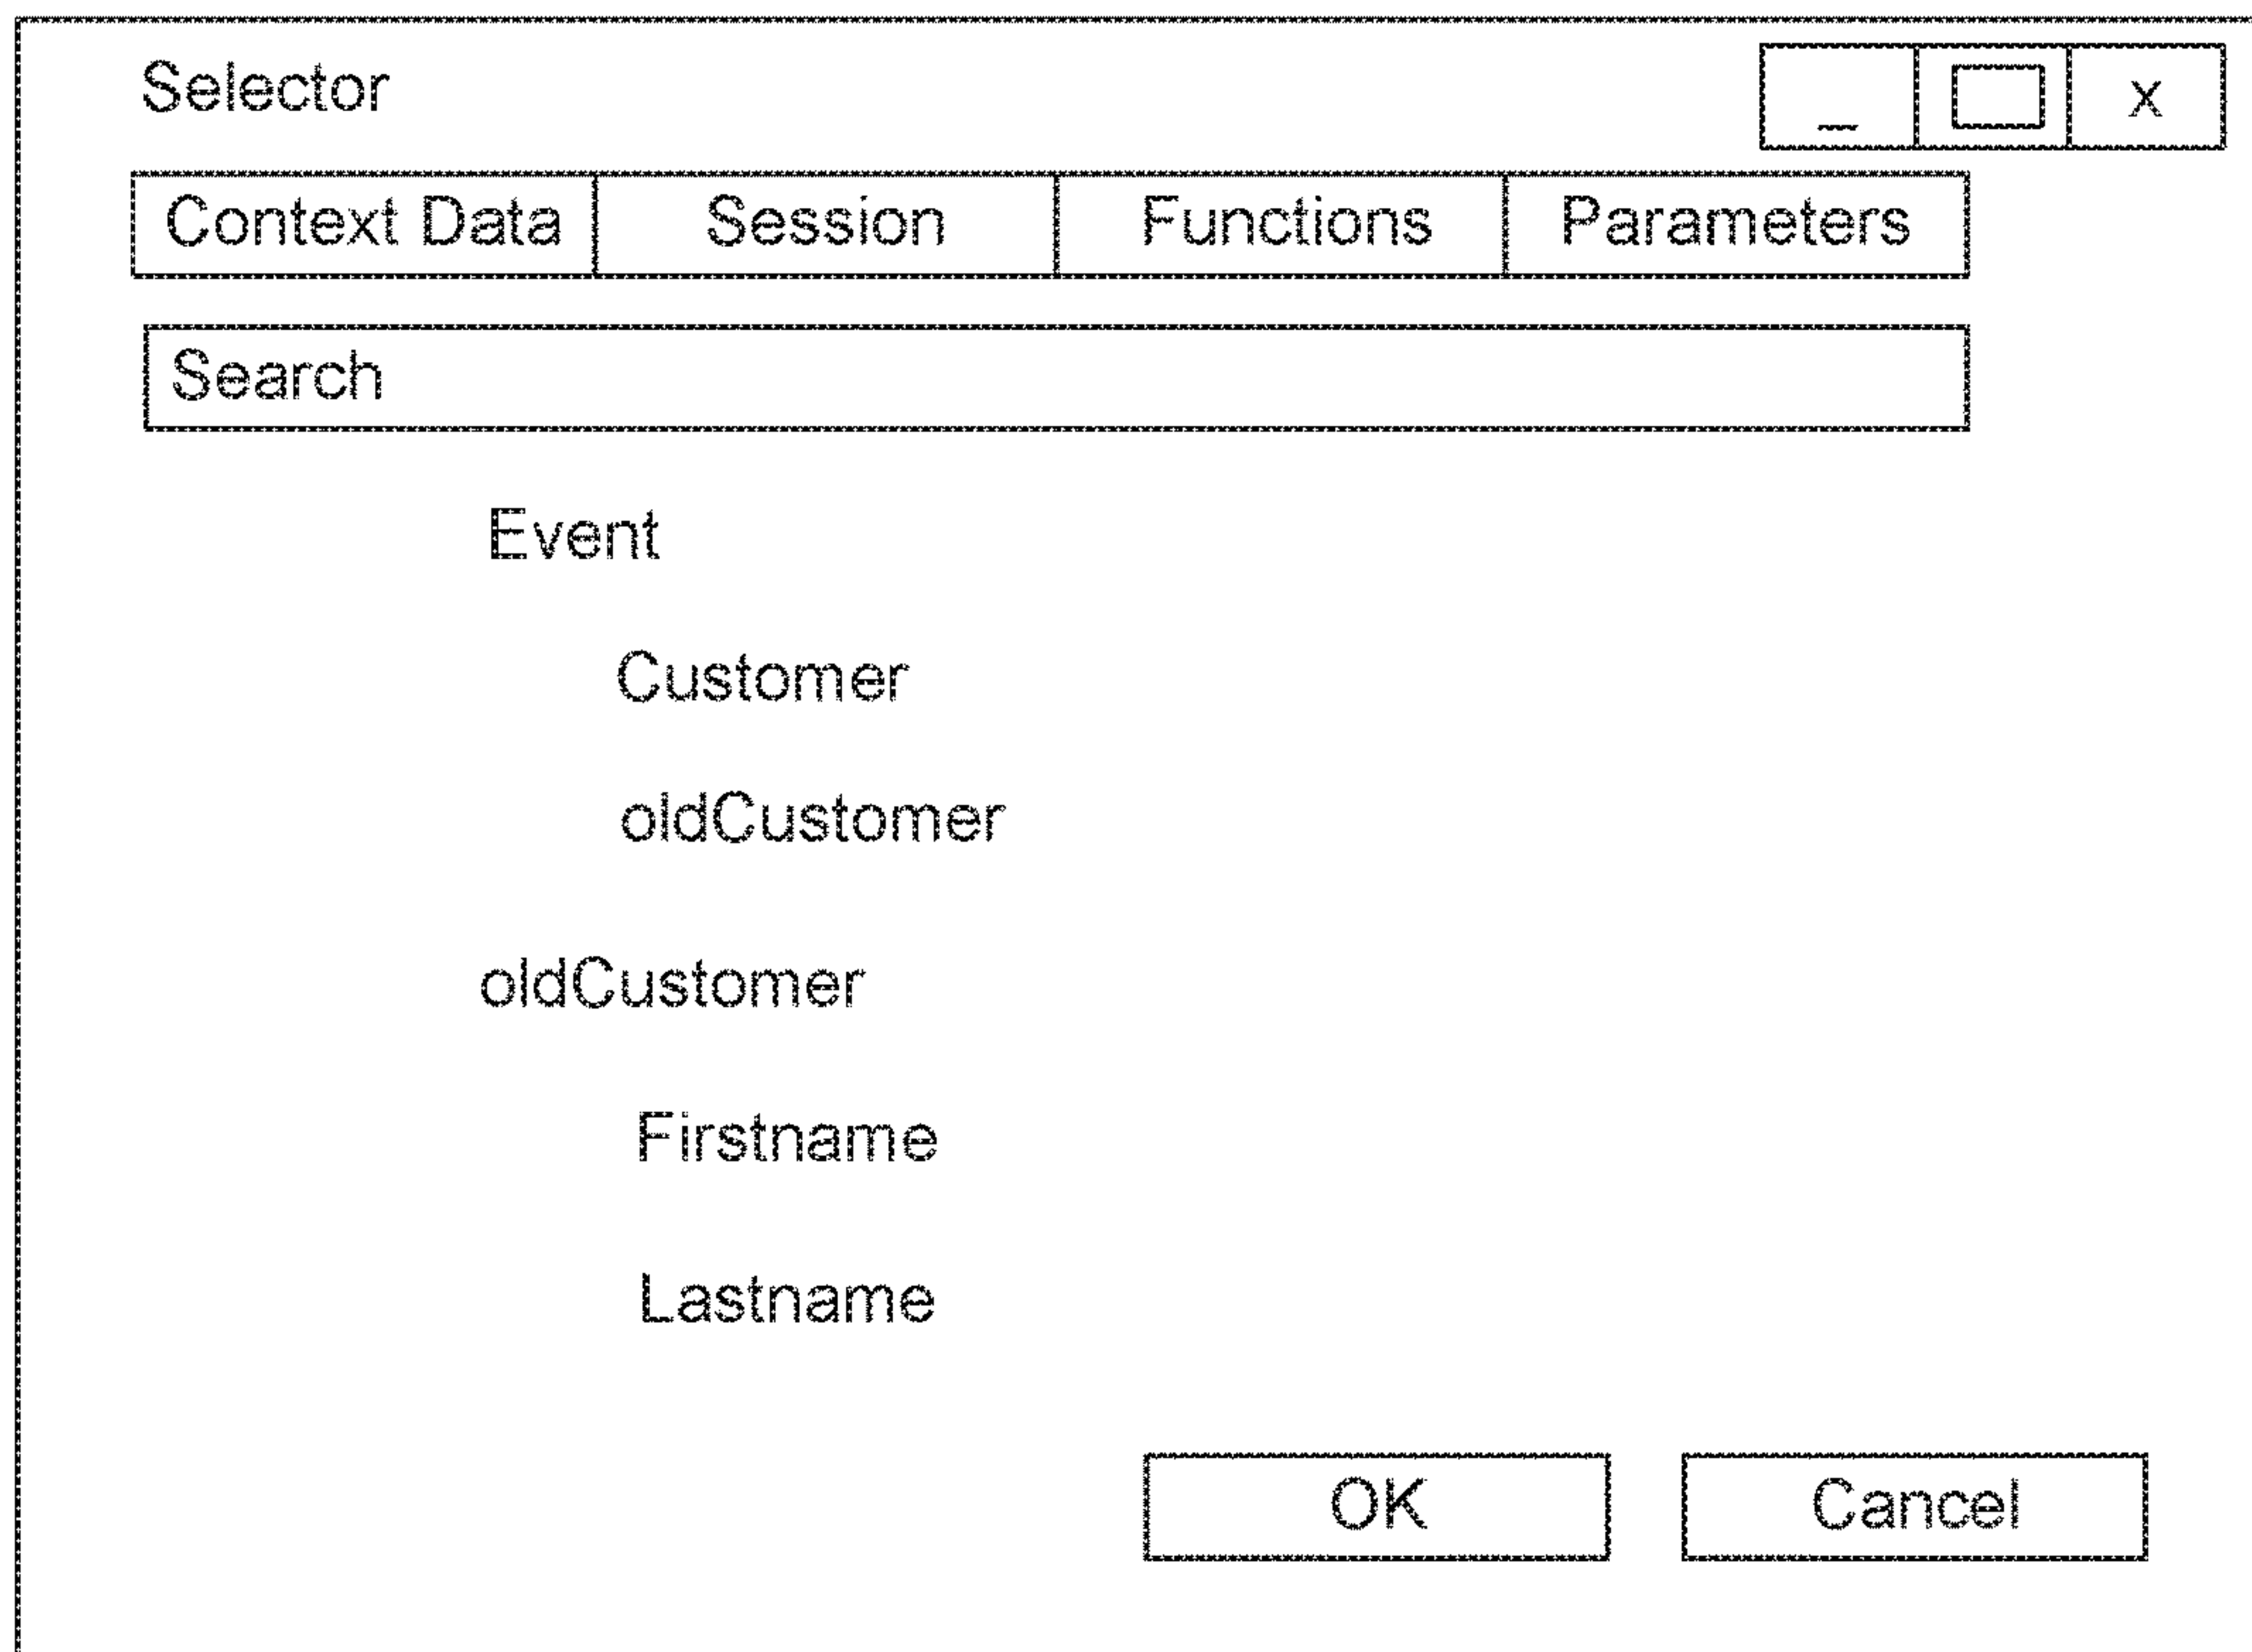 Selector _ x
Context Data Session Functions Parameters
Search
Event
Customer
oldCustomer
oldCustomer
Firstname
Lastname
OK Cancel